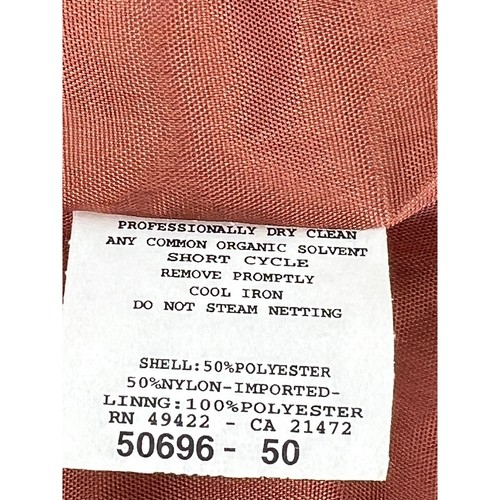 PROFESSIONALLY DRY CLEAN
ANY COMMON ORGANIC SOLVENT
SHORT CYCLE
REMOVE PROMPTLY
COOL IRON
DO NOT STEAM NETTING
SHELL:50%POLYESTER
50%NYLON-IMPORTED-
LINNG:100%POLYESTER
RN 49422 - CA 21472
50696 - 50